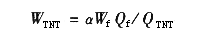 W_TNT = αW_f Q_f / Q_TNT